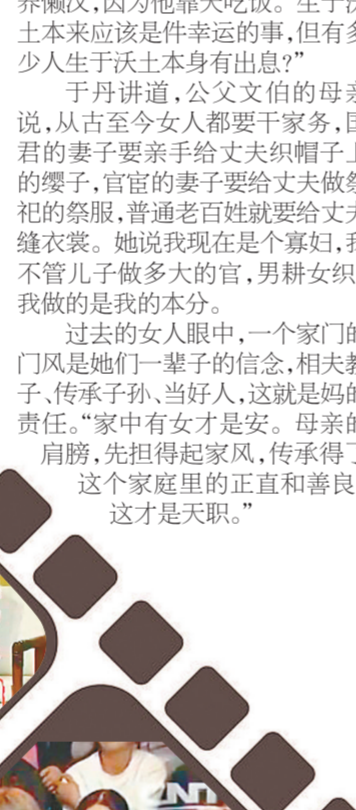 养懒汉,因为他靠天吃饭。生于沃
土本来应该是件幸运的事,但有多
少人生于沃土本身有出息?”
于丹讲道,公父文伯的母亲
说,从古至今女人都要干家务,国
君的妻子要亲手给丈夫织帽子上
的缨子,官宦的妻子要给丈夫做祭
祀的祭服,普通老百姓就要给丈夫
缝衣裳。她说我现在是个寡妇,我
不管儿子做多大的官,男耕女织,
我做的是我的本分。
过去的女人眼中,一个家门的
门风是她们一辈子的信念,相夫教
子、传承子孙、当好人,这就是妈的
责任。“家中有女才是安。母亲的
肩膀,先担得起家风,传承得了
这个家庭里的正直和善良
这才是天职。”